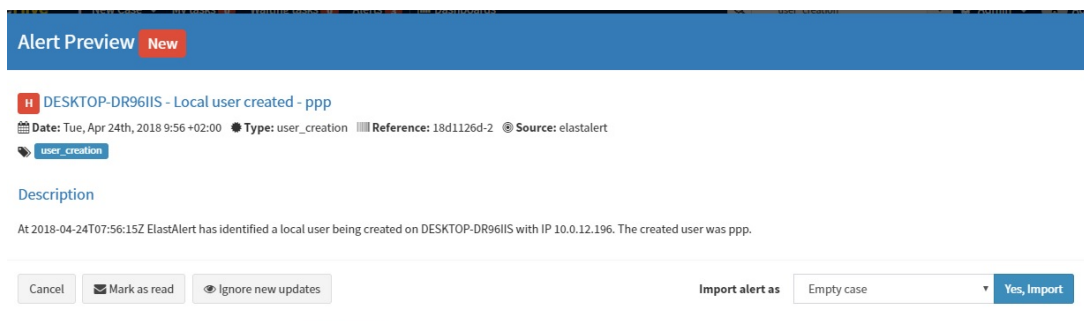 Alert Preview New
H DESKTOP-DR96IIS - Local user created - ppp
Date: Tue, Apr 24th, 2018 9:56 +02:00 Type: user_creation Reference: 18d1126d-2 Source: elastalert
user_creation
Description
At 2018-04-24T07:56:15Z ElastAlert has identified a local user being created on DESKTOP-DR96IIS with IP 10.0.12.196. The created user was ppp.
Cancel Mark as read Ignore new updates Import alert as Empty case Yes, Import